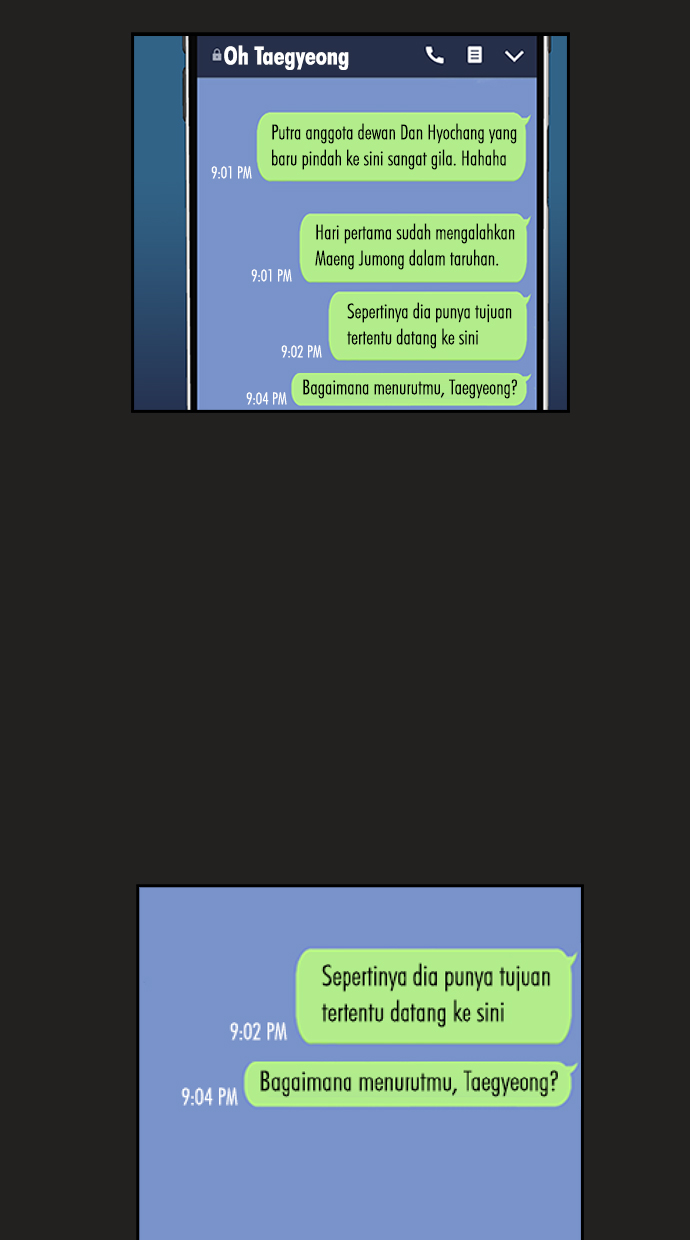 Oh Taegyeong
Putra anggota dewan Dan Hyochang yang
baru pindah ke sini sangat gila. Hahaha
9:01 PM
Hari pertama sudah mengalahkan
Maeng Jumong dalam taruhan.
9:01 PM
Sepertinya dia punya tujuan
tertentu datang ke sini
9:02 PM
Bagaimana menurutmu, Taegyeong?
9:04 PM
Sepertinya dia punya tujuan
tertentu datang ke sini
9:02 PM
Bagaimana menurutmu, Taegyeong?
9:04 PM